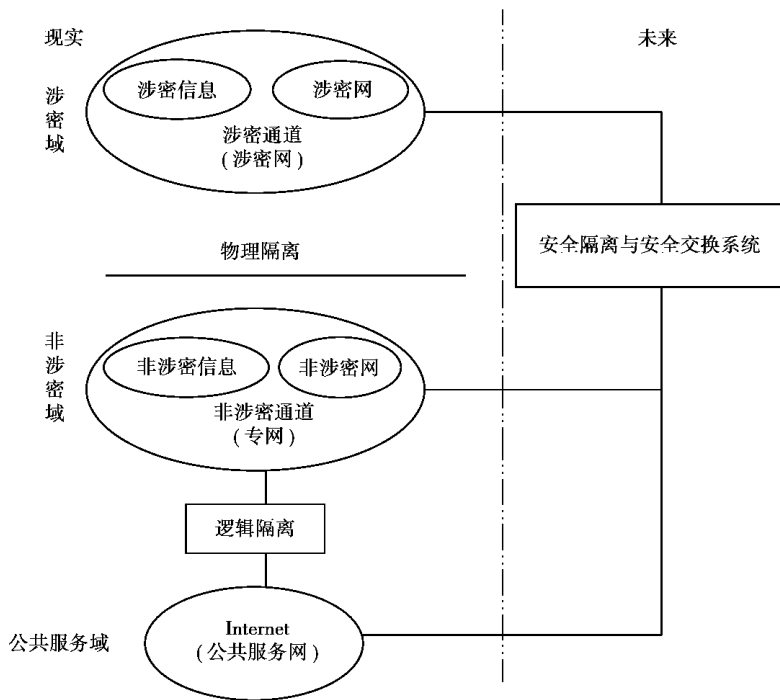 现实
未来
涉密域
涉密信息
涉密网
涉密通道
(涉密网)
安全隔离与安全交换系统
物理隔离
非涉密域
非涉密信息
非涉密网
非涉密通道
(专网)
逻辑隔离
公共服务域
Internet
(公共服务网)